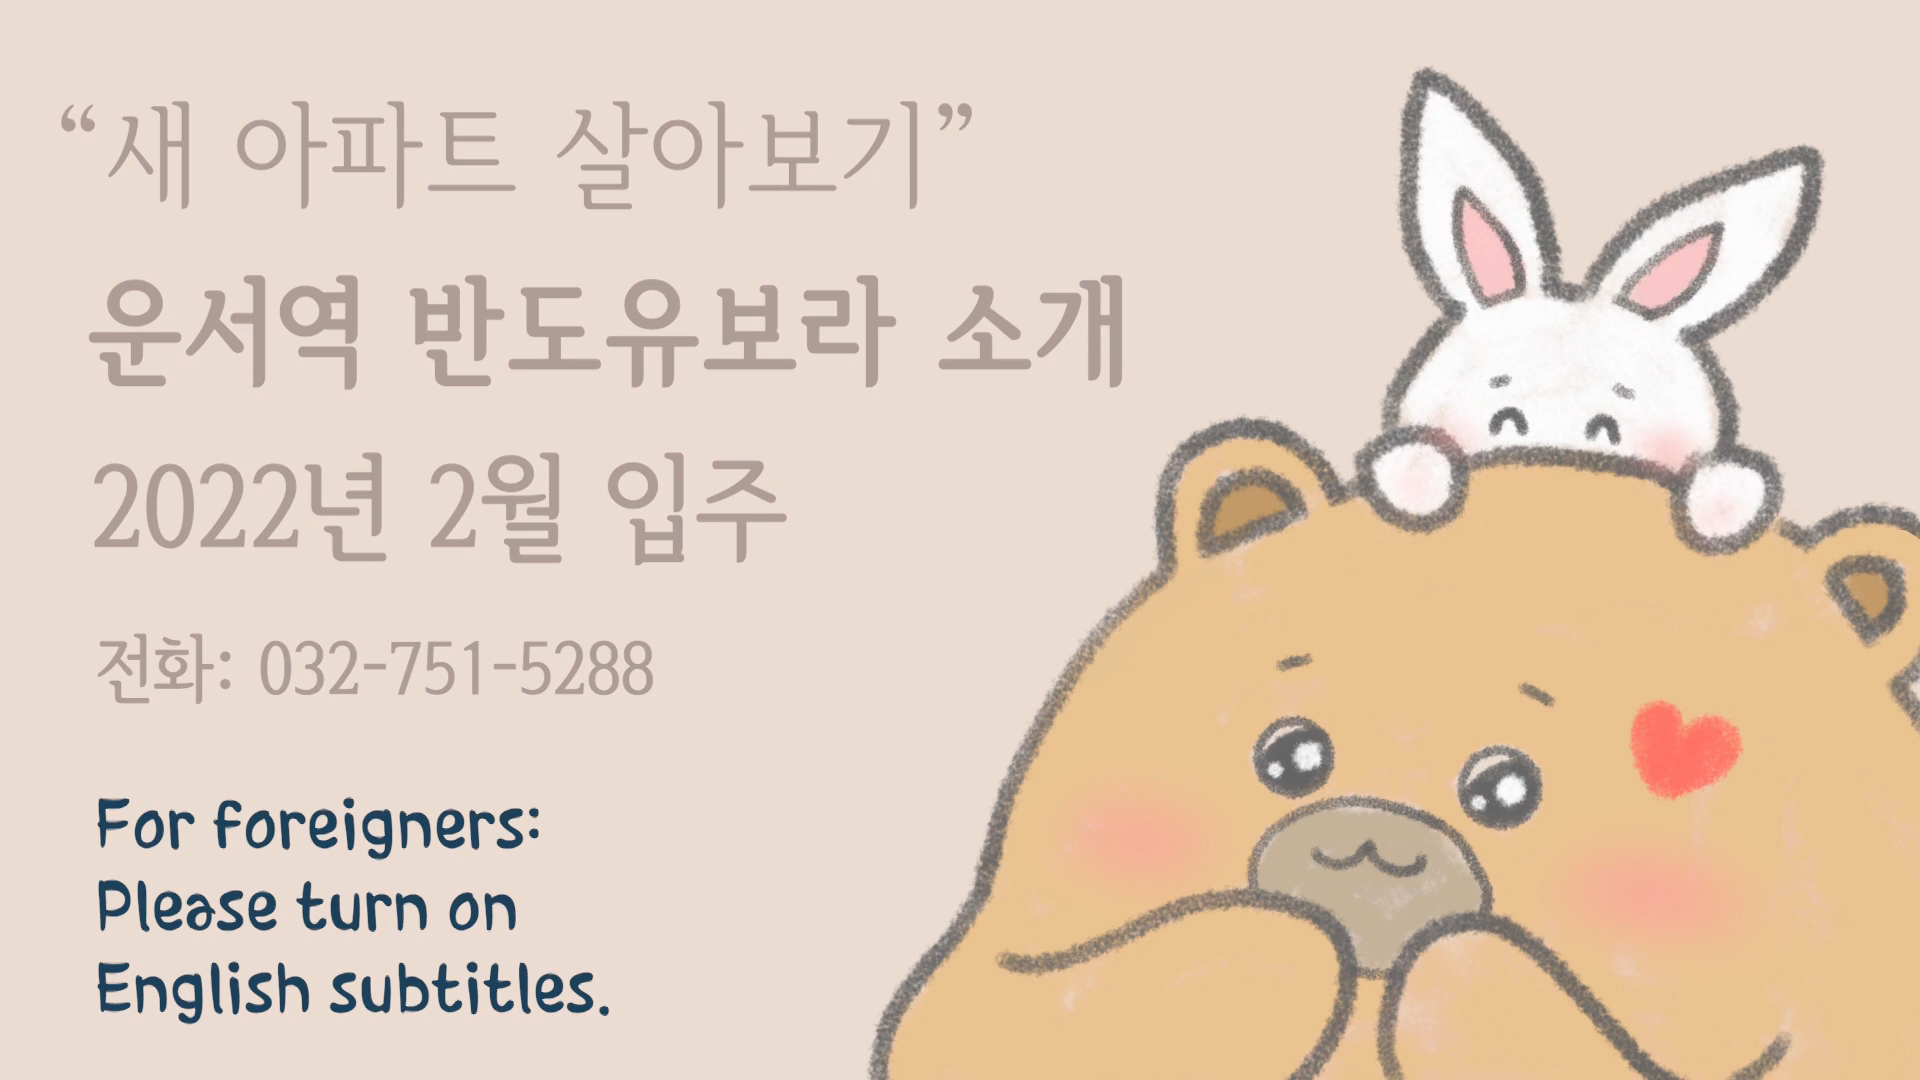 “새 아파트 살아보기”
운서역 반도유보라 소개
2022년 2월 입주
전화: 032-751-5288
For foreigners:
Please turn on
English subtitles.